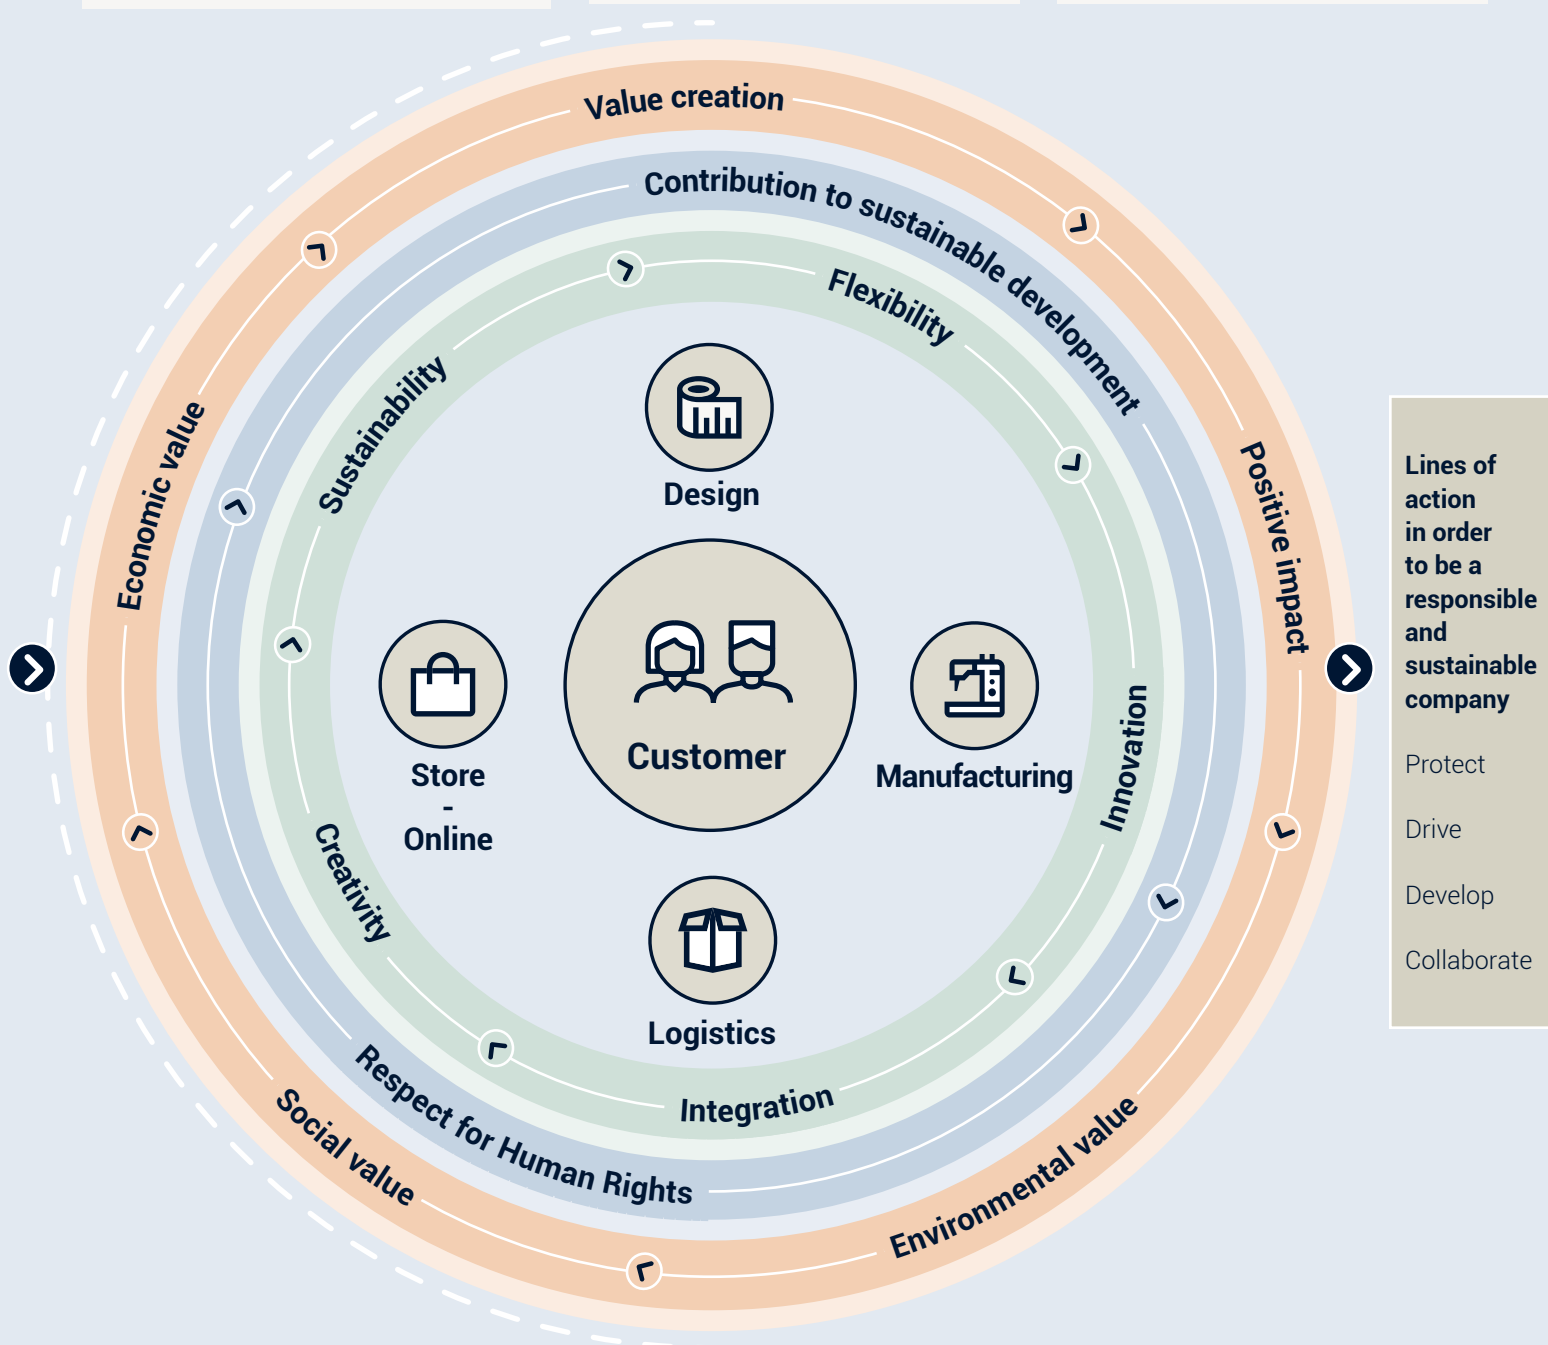 Value creation
Contribution to sustainable development
Flexibility
Sustainability
Economic value
Positive impact
Design
Customer
Store
-
Online
Manufacturing
Innovation
Creativity
Logistics
Integration
Respect for Human Rights
Social value
Environmental value
Lines of
action
in order
to be a
responsible
and
sustainable
company
Protect
Drive
Develop
Collaborate